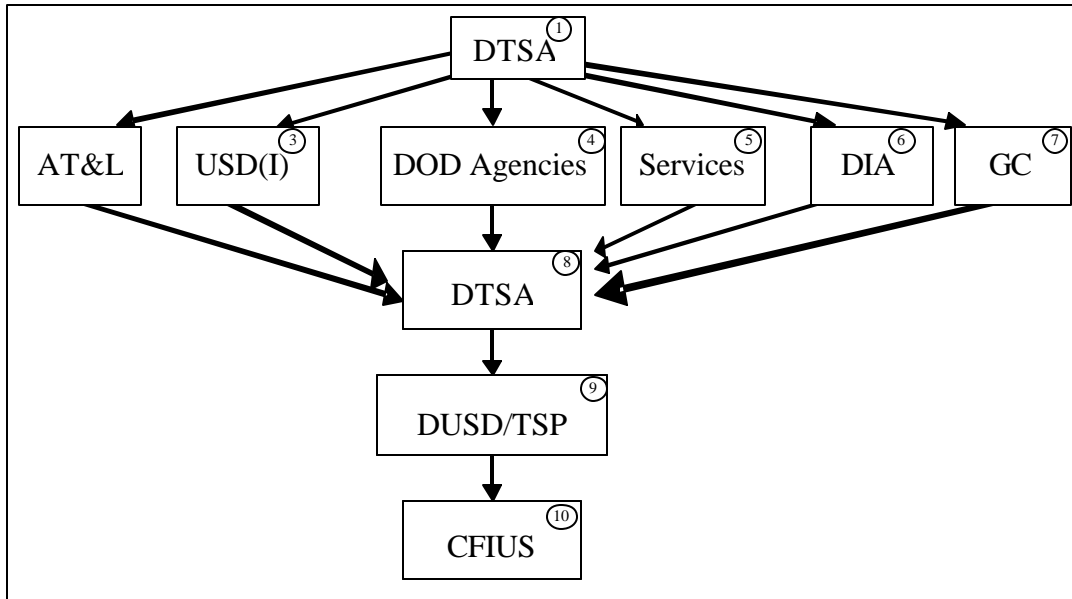 1
DTSA
AT&L
3
USD(I)
4
DOD Agencies
5
Services
6
DIA
7
GC
8
DTSA
9
DUSD/TSP
10
CFIUS